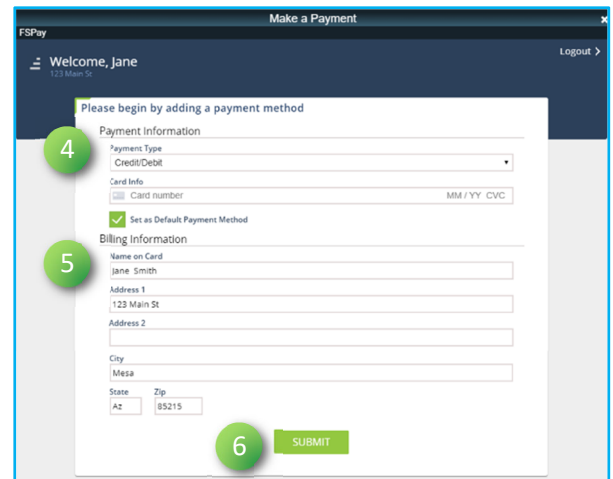 Make a Payment x
FSPay
Logout >
Welcome, Jane
123 Main St
Please begin by adding a payment method
Payment Information
4
Payment Type
Credit/Debit
Card Info
Card number MM / YY CVC
Set as Default Payment Method
Billing Information
5
Name on Card
Jane Smith
Address 1
123 Main St
Address 2
City
Mesa
State Zip
Az 85215
6 SUBMIT